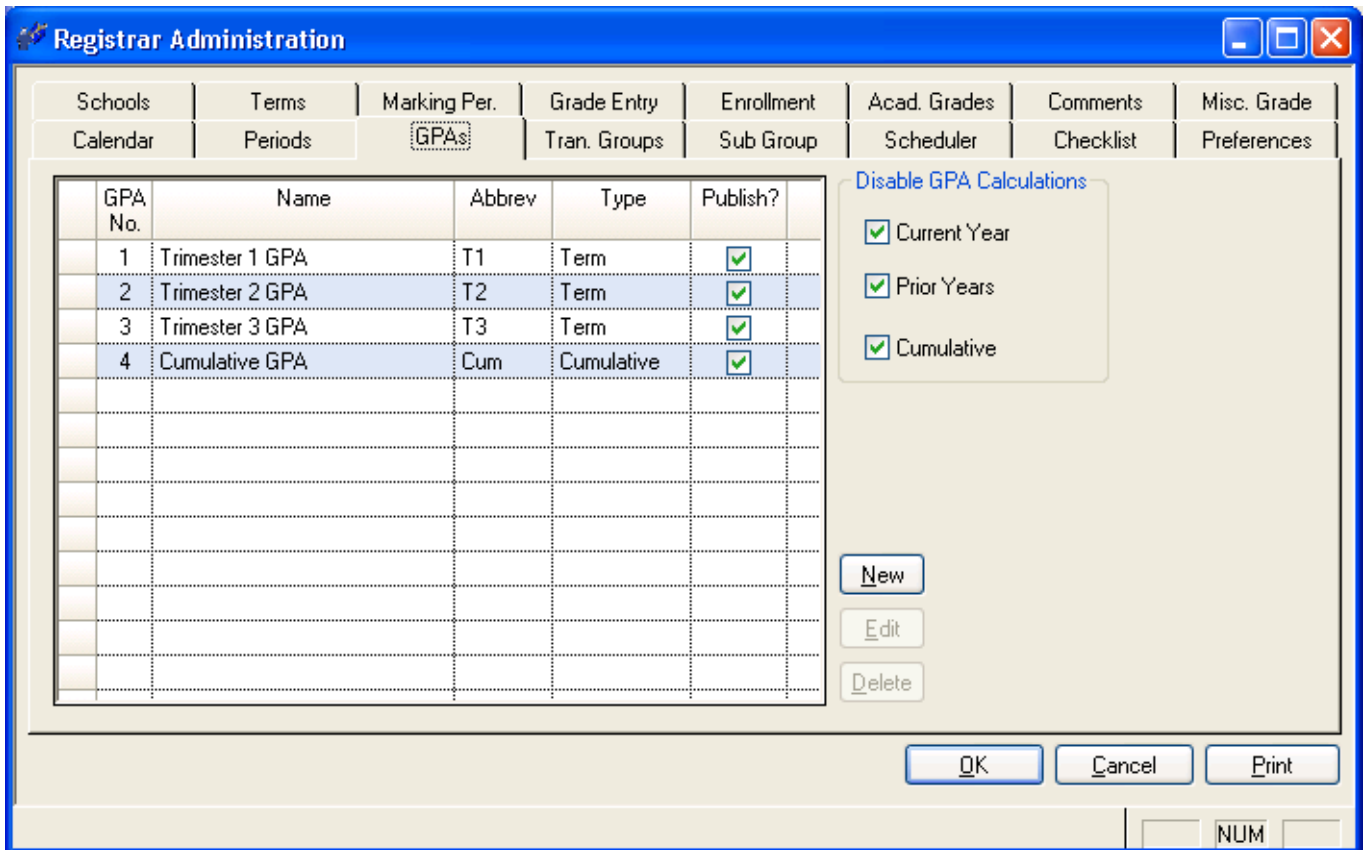 Registrar Administration
Schools Terms Marking Per. Grade Entry Enrollment Acad. Grades Comments Misc. Grade
Calendar Periods GPAs Tran. Groups Sub Group Scheduler Checklist Preferences
GPA No. Name Abbrev Type Publish?
1 Trimester 1 GPA T1 Term
2 Trimester 2 GPA T2 Term
3 Trimester 3 GPA T3 Term
4 Cumulative GPA Cum Cumulative
Disable GPA Calculations
Current Year
Prior Years
Cumulative
New
Edit
Delete
OK Cancel Print
NUM